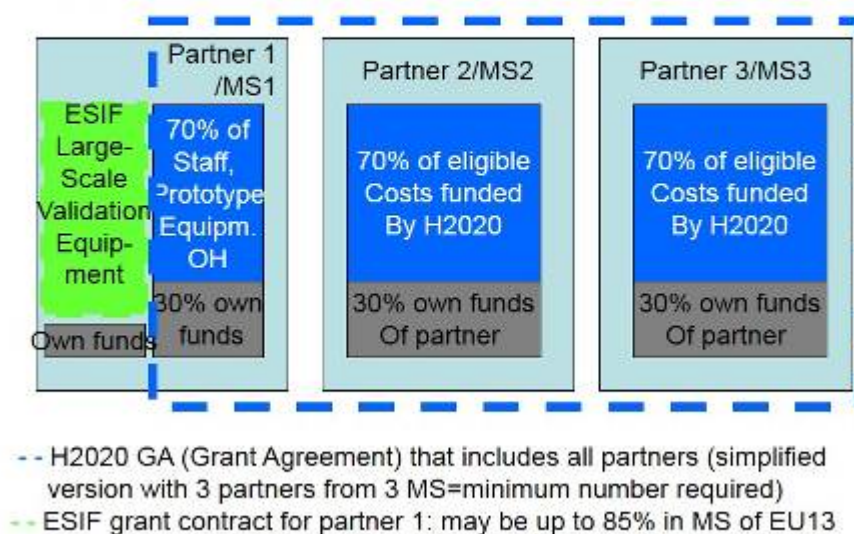 Partner 1
/MS1
ESIF
Large-
Scale
Validation
Equip-
ment
Own funds
70% of
Staff,
Prototype
Equipm.
OH
30% own
funds
Partner 2/MS2
70% of eligible
Costs funded
By H2020
30% own funds
Of partner
Partner 3/MS3
70% of eligible
Costs funded
By H2020
30% own funds
Of partner
H2020 GA (Grant Agreement) that includes all partners (simplified
version with 3 partners from 3 MS=minimum number required)
ESIF grant contract for partner 1: may be up to 85% in MS of EU13